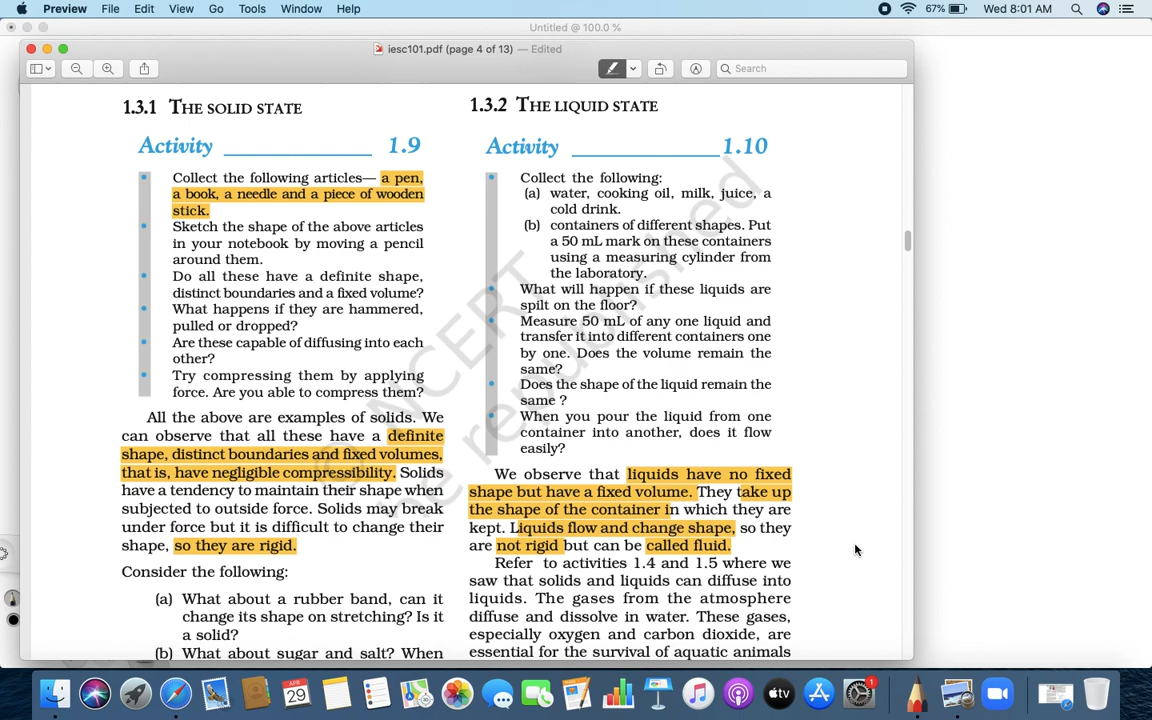 Preview File Edit View Go Tools Window Help 67% Wed 8:01 AM
Untitled @ 100.0 %
iesc101.pdf (page 4 of 13) — Edited
Search
1.3.1 THE SOLID STATE
Activity ______________ 1.9
Collect the following articles— a pen,
a book, a needle and a piece of wooden
stick.
Sketch the shape of the above articles
in your notebook by moving a pencil
around them.
Do all these have a definite shape,
distinct boundaries and a fixed volume?
What happens if they are hammered,
pulled or dropped?
Are these capable of diffusing into each
other?
Try compressing them by applying
force. Are you able to compress them?
All the above are examples of solids. We
can observe that all these have a definite
shape, distinct boundaries and fixed volumes,
that is, have negligible compressibility. Solids
have a tendency to maintain their shape when
subjected to outside force. Solids may break
under force but it is difficult to change their
shape, so they are rigid.
Consider the following:
(a) What about a rubber band, can it
change its shape on stretching? Is it
a solid?
(b) What about sugar and salt? When
1.3.2 THE LIQUID STATE
Activity ______________ 1.10
Collect the following:
(a) water, cooking oil, milk, juice, a
cold drink.
(b) containers of different shapes. Put
a 50 mL mark on these containers
using a measuring cylinder from
the laboratory.
What will happen if these liquids are
spilt on the floor?
Measure 50 mL of any one liquid and
transfer it into different containers one
by one. Does the volume remain the
same?
Does the shape of the liquid remain the
same ?
When you pour the liquid from one
container into another, does it flow
easily?
We observe that liquids have no fixed
shape but have a fixed volume. They take up
the shape of the container in which they are
kept. Liquids flow and change shape, so they
are not rigid but can be called fluid.
Refer to activities 1.4 and 1.5 where we
saw that solids and liquids can diffuse into
liquids. The gases from the atmosphere
diffuse and dissolve in water. These gases,
especially oxygen and carbon dioxide, are
essential for the survival of aquatic animals
© NCERT
be republished
APR
29
tv
1